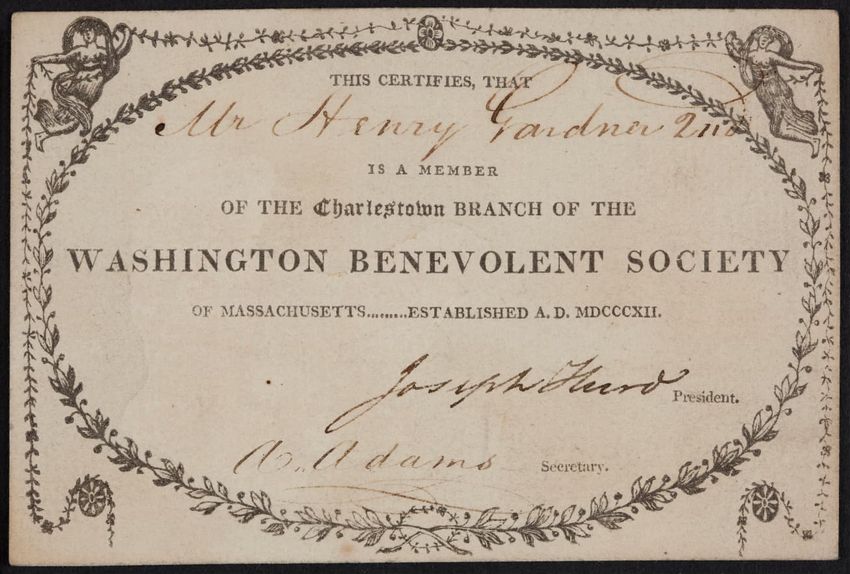 THIS CERTIFIES, THAT
Mr Henry Gardner 2nd
IS A MEMBER
OF THE Charlestown BRANCH OF THE
WASHINGTON BENEVOLENT SOCIETY
OF MASSACHUSETTS.........ESTABLISHED A. D. MDCCCXII.
Joseph Hurd President.
A. Adams Secretary.